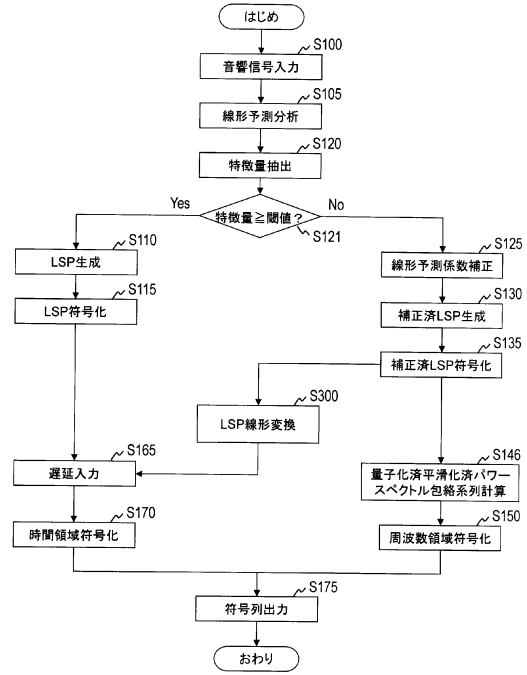 はじめ
S100
音響信号入力
S105
線形予測分析
S120
特徴量抽出
Yes
No
特徴量≧閾値？
S121
S110
LSP生成
S115
LSP符号化
S125
線形予測係数補正
S130
補正済LSP生成
S135
補正済LSP符号化
S300
LSP線形変換
S165
遅延入力
S146
量子化済平滑化済パワー
スペクトル包絡系列計算
S170
時間領域符号化
S150
周波数領域符号化
S175
符号列出力
おわり